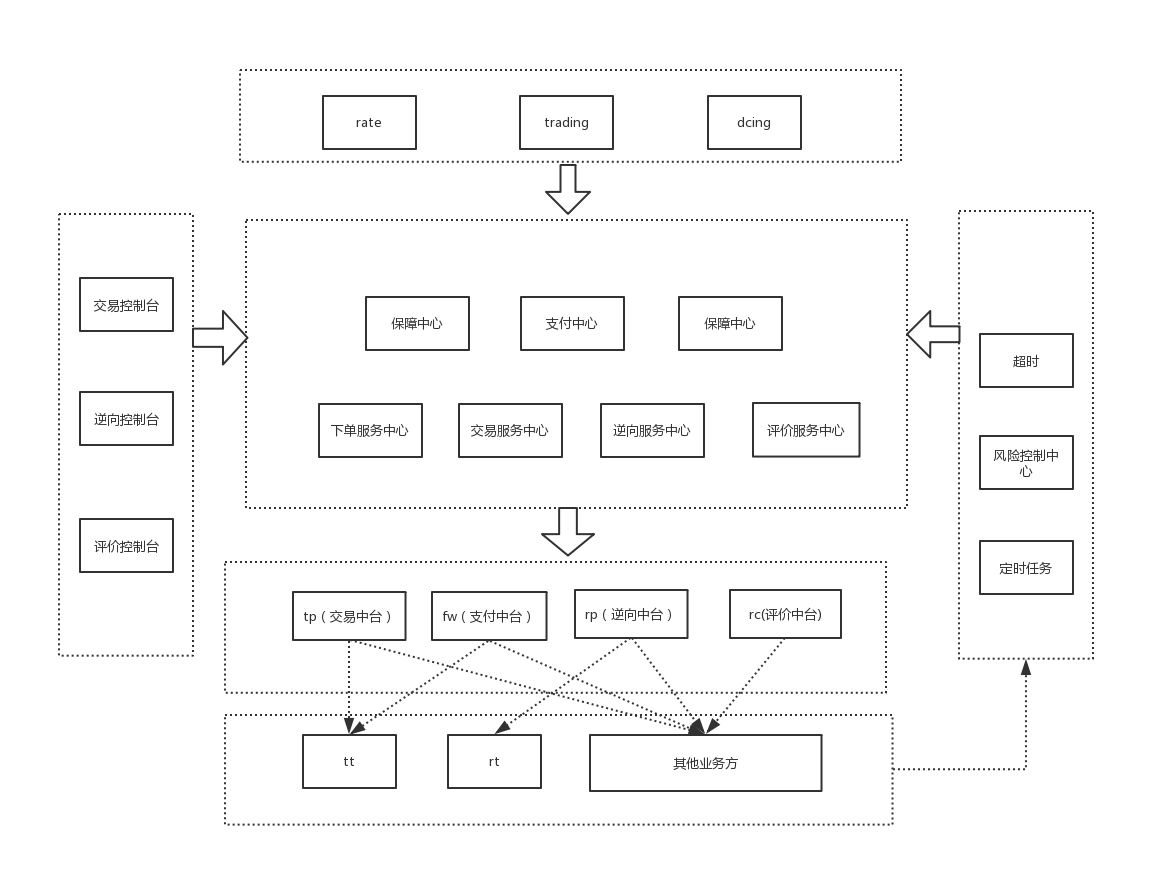 rate
trading
dcing
交易控制台
逆向控制台
评价控制台
保障中心
支付中心
保障中心
下单服务中心
交易服务中心
逆向服务中心
评价服务中心
超时
风险控制中
心
定时任务
tp（交易中台）
fw（支付中台）
rp（逆向中台）
rc(评价中台)
tt
rt
其他业务方